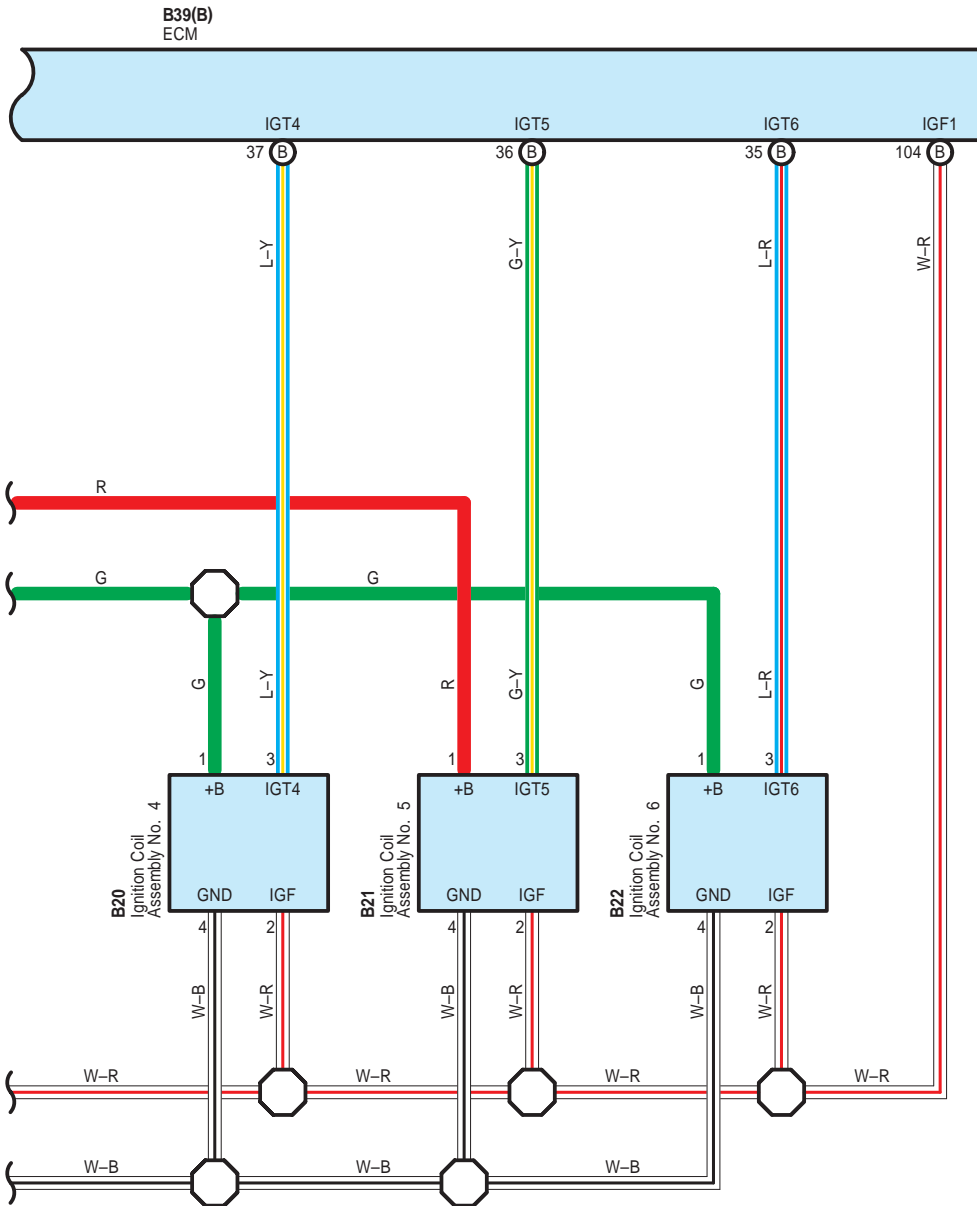 B39(B)
ECM
IGT4 IGT5 IGT6 IGF1
37 B 36 B 35 B 104 B
L–Y G–Y L–R W–R
R
G G
G L–Y R G–Y G L–R
1 3 1 3 1 3
+B IGT4 +B IGT5 +B IGT6
B20
Ignition Coil
Assembly No. 4
B21
Ignition Coil
Assembly No. 5
B22
Ignition Coil
Assembly No. 6
GND IGF GND IGF GND IGF
4 2 4 2 4 2
W–B W–R W–B W–R W–B W–R
W–R W–R W–R W–R
W–B W–B W–B